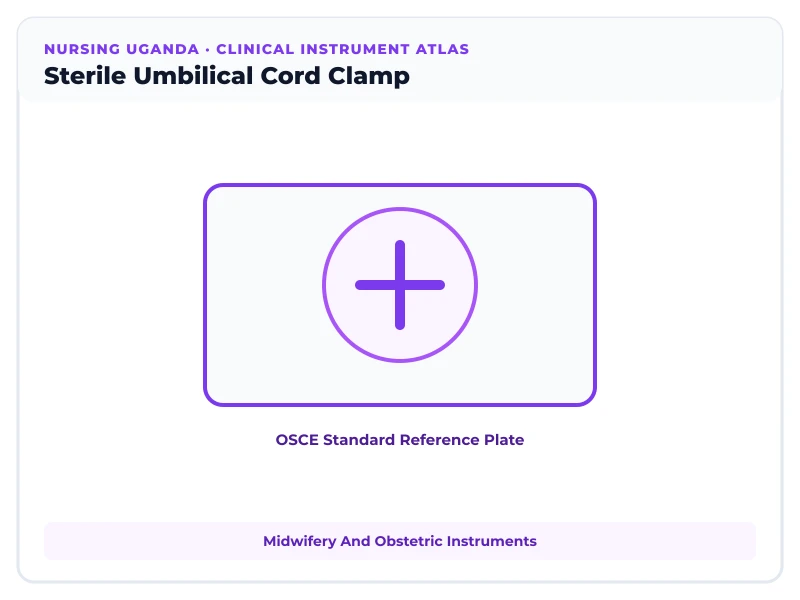 NURSING UGANDA · CLINICAL INSTRUMENT ATLAS
Sterile Umbilical Cord Clamp
OSCE Standard Reference Plate
Midwifery And Obstetric Instruments